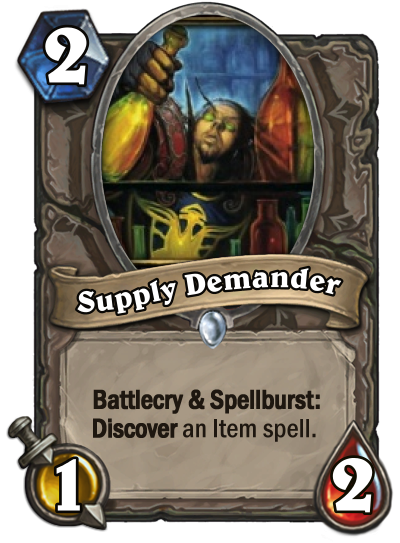 2
Supply Demander
Battlecry & Spellburst:
Discover an Item spell.
1
2